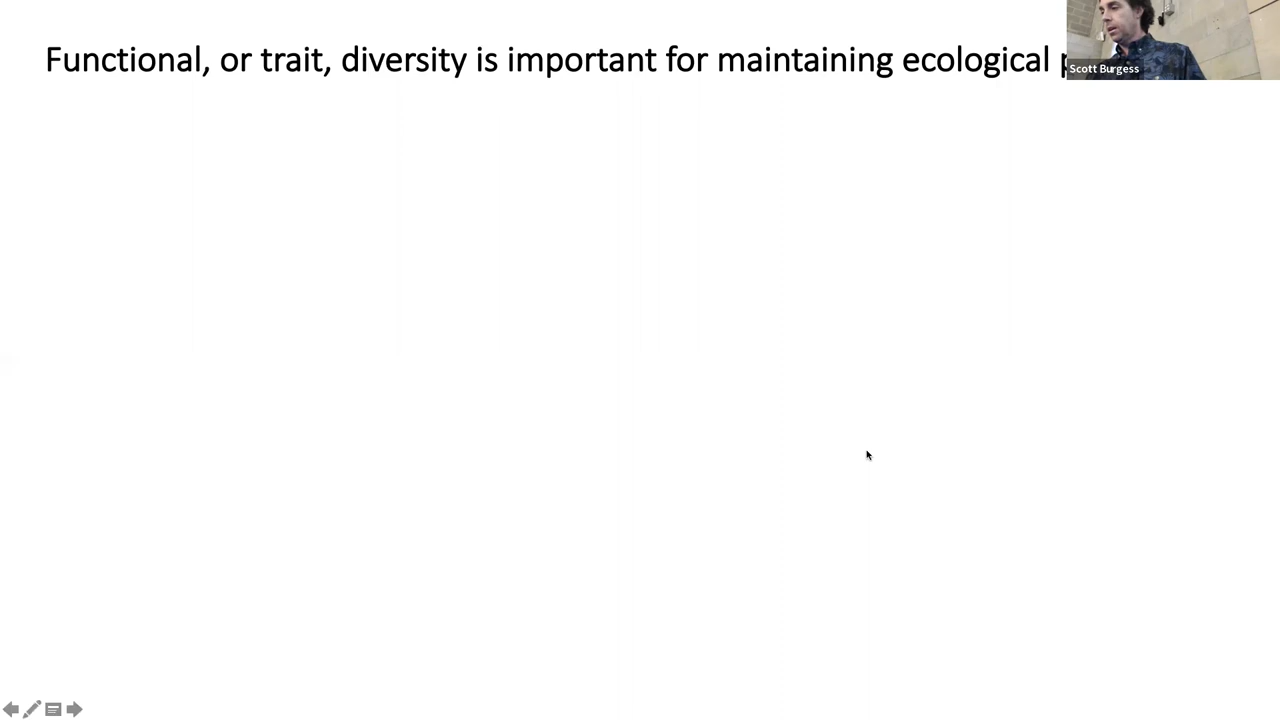 Functional, or trait, diversity is important for maintaining ecological
Scott Burgess